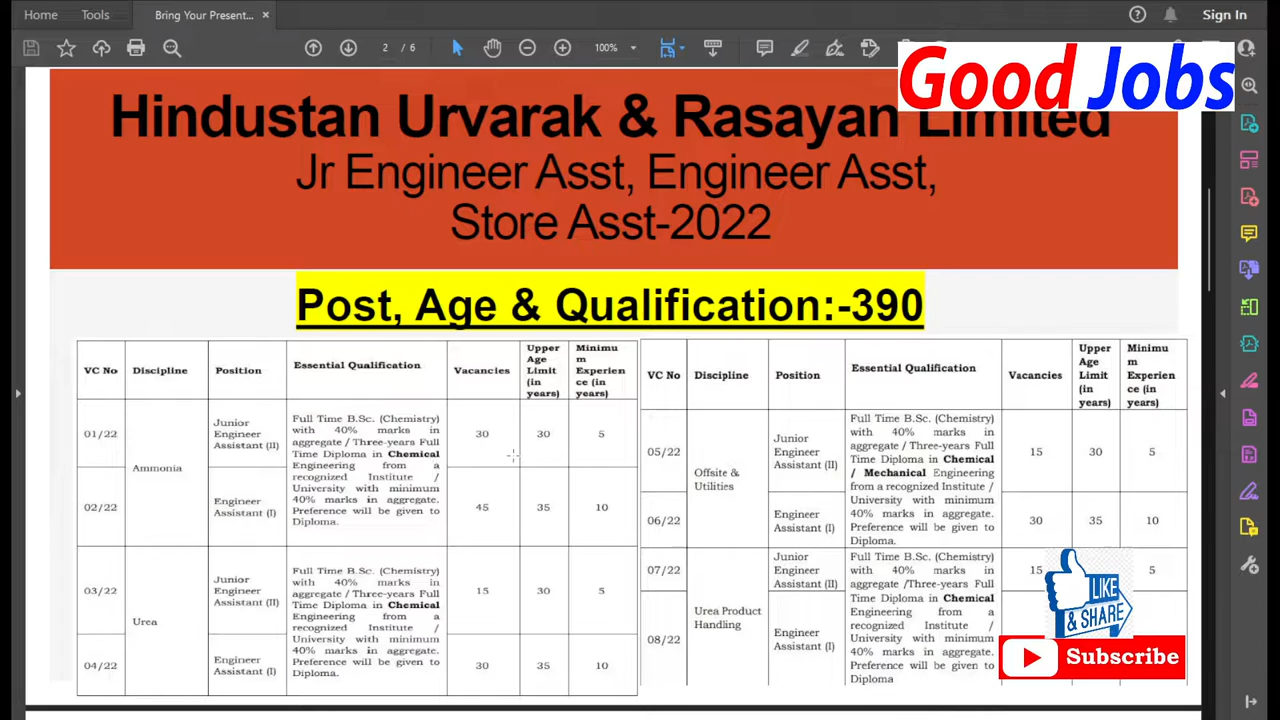 Home Tools Bring Your Present... × Sign In
2 / 6 100%
Good Jobs
Hindustan Urvarak & Rasayan Limited
Jr Engineer Asst, Engineer Asst,
Store Asst-2022
Post, Age & Qualification:-390
VC No Discipline Position Essential Qualification Vacancies Upper Age Limit (in years) Minimu m Experien ce (in years)
01/22 Ammonia Junior Engineer Assistant (II) 30 30 5
Full Time B.Sc. (Chemistry)
with 40% marks in
aggregate / Three-years Full
Time Diploma in Chemical
Engineering from a
recognized Institute /
University with minimum
40% marks in aggregate.
Preference will be given to
Diploma.
02/22 Engineer Assistant (I) 45 35 10
03/22 Urea Junior Engineer Assistant (II) 15 30 5
Full Time B.Sc. (Chemistry)
with 40% marks in
aggregate / Three-years Full
Time Diploma in Chemical
Engineering from a
recognized Institute /
University with minimum
40% marks in aggregate.
Preference will be given to
Diploma.
04/22 Engineer Assistant (I) 30 35 10
VC No Discipline Position Essential Qualification Vacancies Upper Age Limit (in years) Minimu m Experien ce (in years)
05/22 Offsite & Utilities Junior Engineer Assistant (II) 15 30 5
Full Time B.Sc. (Chemistry)
with 40% marks in
aggregate / Three-years Full
Time Diploma in Chemical
/ Mechanical Engineering
from a recognized Institute /
University with minimum
40% marks in aggregate.
Preference will be given to
Diploma.
06/22 Engineer Assistant (I) 30 35 10
07/22 Urea Product Handling Junior Engineer Assistant (II) 15 5
Full Time B.Sc. (Chemistry)
with 40% marks in
aggregate /Three-years Full
Time Diploma in Chemical
Engineering from a
recognized Institute /
University with minimum
40% marks in aggregate.
Preference will be given to
Diploma
08/22 Engineer Assistant (I)
LIKE
& SHARE
Subscribe